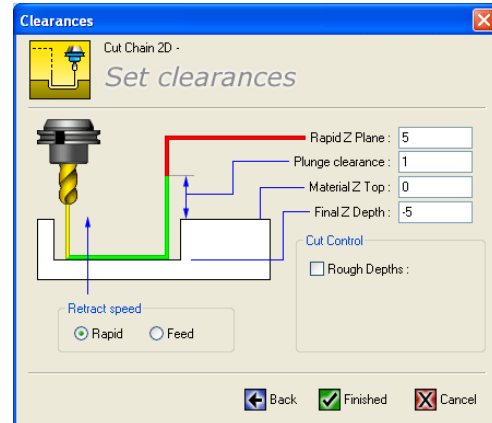 Clearances
Cut Chain 2D -
Set clearances
Rapid Z Plane : 5
Plunge clearance : 1
Material Z Top : 0
Final Z Depth : -5
Cut Control
Rough Depths :
Retract speed
Rapid Feed
Back Finished Cancel